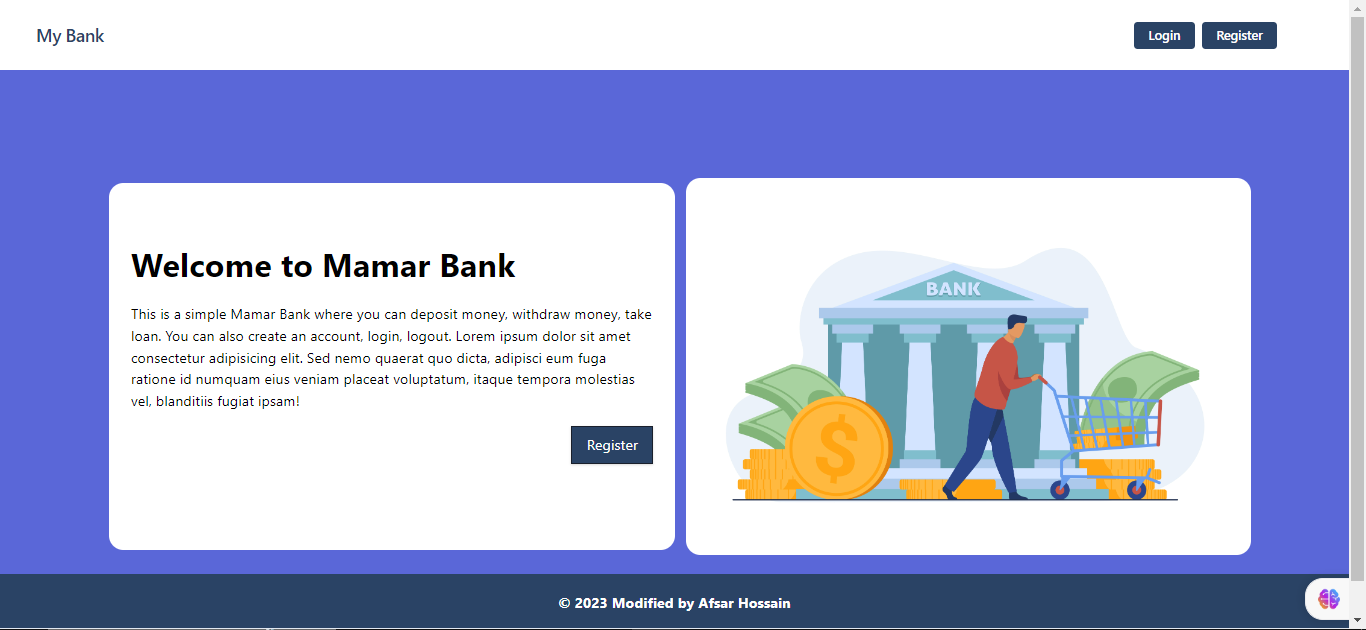 My Bank
Login
Register
Welcome to Mamar Bank
This is a simple Mamar Bank where you can deposit money, withdraw money, take
loan. You can also create an account, login, logout. Lorem ipsum dolor sit amet
consectetur adipisicing elit. Sed nemo quaerat quo dicta, adipisci eum fuga
ratione id numquam eius veniam placeat voluptatum, itaque tempora molestias
vel, blanditiis fugiat ipsam!
Register
BANK
$
© 2023 Modified by Afsar Hossain